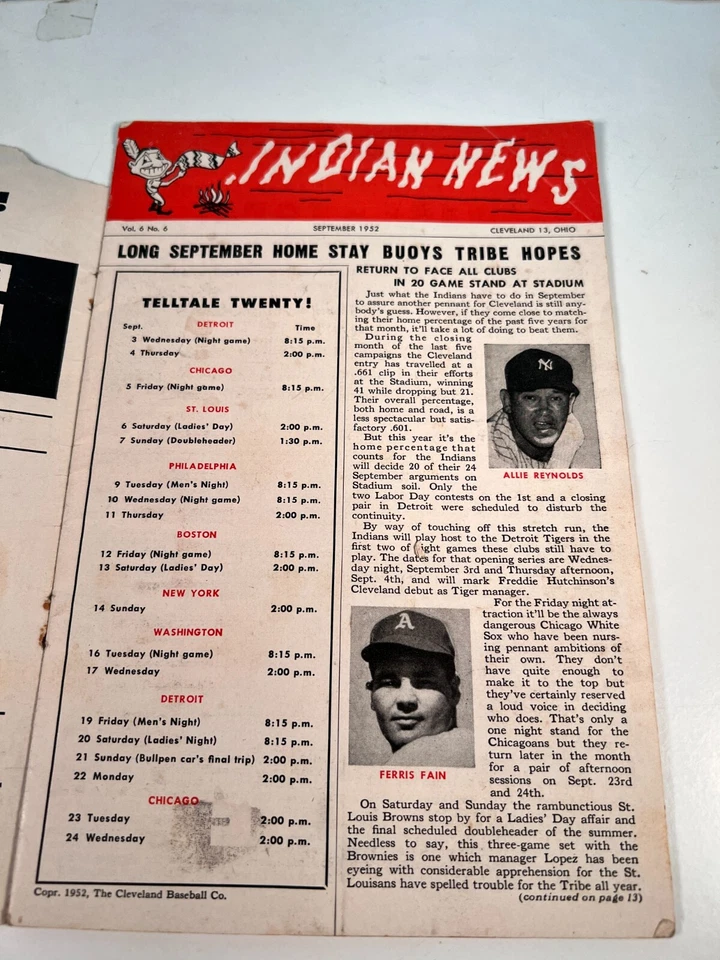 INDIAN NEWS
Vol. 6 No. 6 SEPTEMBER 1952 CLEVELAND 13, OHIO
LONG SEPTEMBER HOME STAY BUOYS TRIBE HOPES
TELLTALE TWENTY!
Sept. DETROIT Time
3 Wednesday (Night game) 8:15 p.m.
4 Thursday 2:00 p.m.
CHICAGO
5 Friday (Night game) 8:15 p.m.
ST. LOUIS
6 Saturday (Ladies' Day) 2:00 p.m.
7 Sunday (Doubleheader) 1:30 p.m.
PHILADELPHIA
9 Tuesday (Men's Night) 8:15 p.m.
10 Wednesday (Night game) 8:15 p.m.
11 Thursday 2:00 p.m.
BOSTON
12 Friday (Night game) 8:15 p.m.
13 Saturday (Ladies' Day) 2:00 p.m.
NEW YORK
14 Sunday 2:00 p.m.
WASHINGTON
16 Tuesday (Night game) 8:15 p.m.
17 Wednesday 2:00 p.m.
DETROIT
19 Friday (Men's Night) 8:15 p.m.
20 Saturday (Ladies' Night) 8:15 p.m.
21 Sunday (Bullpen car's final trip) 2:00 p.m.
22 Monday 2:00 p.m.
CHICAGO
23 Tuesday 2:00 p.m.
24 Wednesday 2:00 p.m.
Copr. 1952, The Cleveland Baseball Co.
RETURN TO FACE ALL CLUBS
IN 20 GAME STAND AT STADIUM
Just what the Indians have to do in September
to assure another pennant for Cleveland is still any-
body's guess. However, if they come close to match-
ing their home percentage of the past five years for
that month, it'll take a lot of doing to beat them.
During the closing
month of the last five
campaigns the Cleveland
entry has travelled at a
.661 clip in their efforts
at the Stadium, winning
41 while dropping but 21.
Their overall percentage,
both home and road, is a
less spectacular but satis-
factory .601.
NY
ALLIE REYNOLDS
But this year it's the
home percentage that
counts for the Indians
will decide 20 of their 24
September arguments on
Stadium soil. Only the
two Labor Day contests on the 1st and a closing
pair in Detroit were scheduled to disturb the
continuity.
By way of touching off this stretch run, the
Indians will play host to the Detroit Tigers in the
first two of ight games these clubs still have to
play. The dates for that opening series are Wednes-
day night, September 3rd and Thursday afternoon,
Sept. 4th, and will mark Freddie Hutchinson's
Cleveland debut as Tiger manager.
A
FERRIS FAIN
For the Friday night at-
traction it'll be the always
dangerous Chicago White
Sox who have been nurs-
ing pennant ambitions of
their own. They don't
have quite enough to
make it to the top but
they've certainly reserved
a loud voice in deciding
who does. That's only a
one night stand for the
Chicagoans but they re-
turn later in the month
for a pair of afternoon
sessions on Sept. 23rd
and 24th.
On Saturday and Sunday the rambunctious St.
Louis Browns stop by for a Ladies' Day affair and
the final scheduled doubleheader of the summer.
Needless to say, this three-game set with the
Brownies is one which manager Lopez has been
eyeing with considerable apprehension for the St.
Louisans have spelled trouble for the Tribe all year.
(continued on page 13)